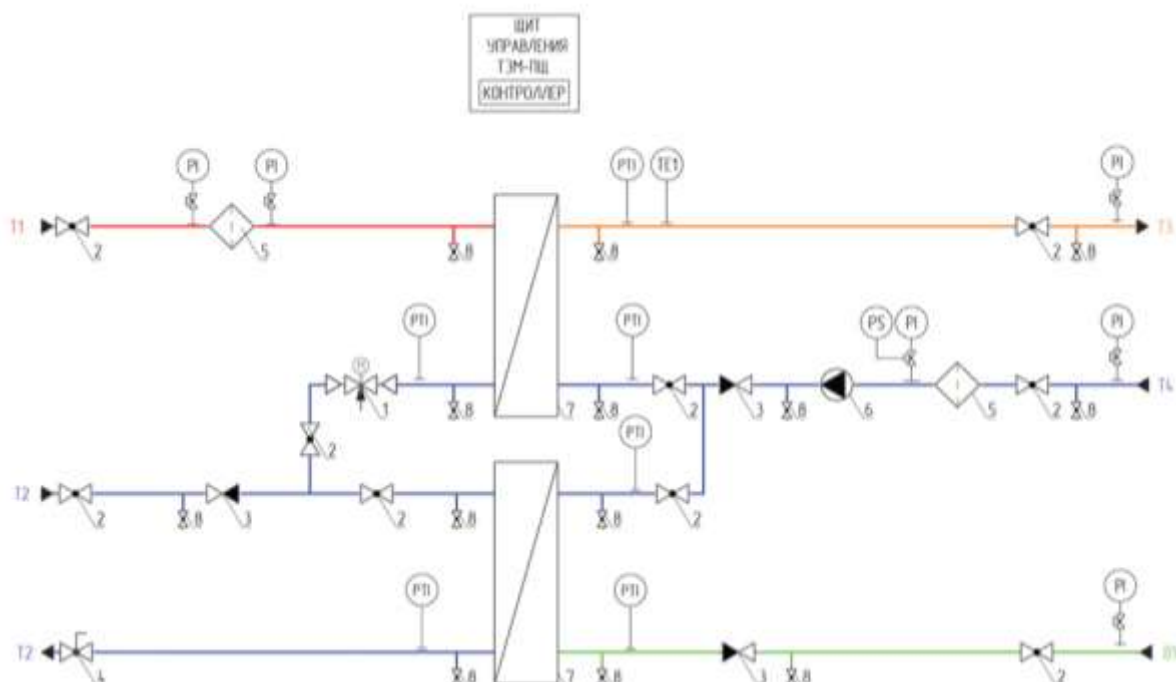 ЩИТ
УПРАВЛЕНИЯ
ТЭМ-ПЩ
КОНТРОЛЛЕР
PI PI PTI TE1 PI
T1 T3
2 5 8 8 2 8
PTI PTI PS PI PI
M
T4
1 8 7 8 2 3 8 6 5 2 8
2 PTI
T2
2 8 3 2 8 8 2
PTI PTI PI
T2 В1
4 8 7 8 3 8 2